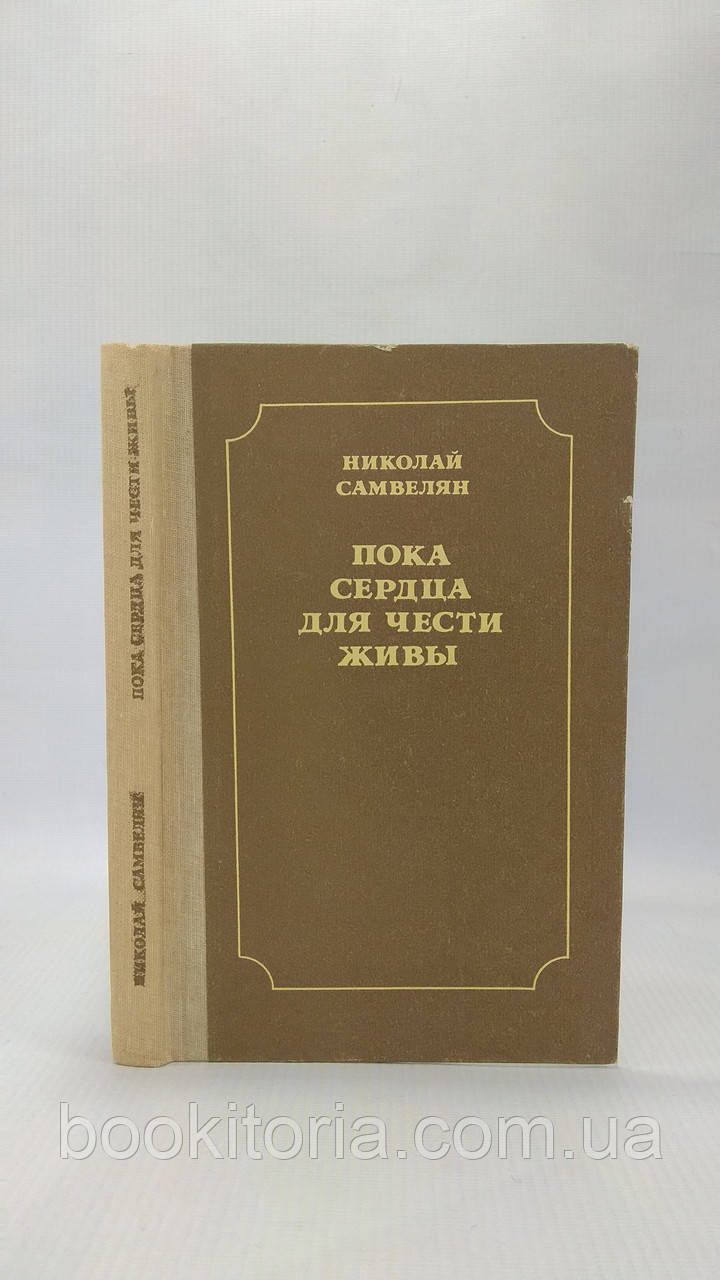 НИКОЛАЙ
САМВЕЛЯН
ПОКА
СЕРДЦА
ДЛЯ ЧЕСТИ
ЖИВЫ
НИКОЛАЙ САМВЕЛЯН ПОКА СЕРДЦА ДЛЯ ЧЕСТИ ЖИВЫ
bookitoria.com.ua